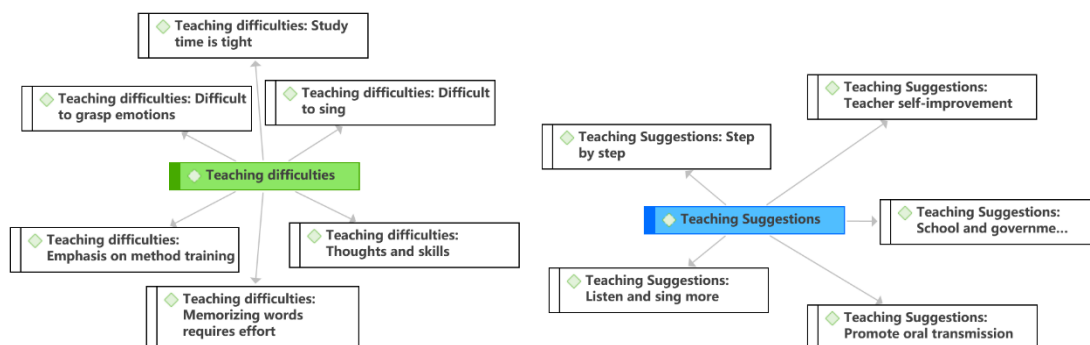 Teaching difficulties: Study
time is tight
Teaching difficulties: Difficult
to grasp emotions
Teaching difficulties: Difficult
to sing
Teaching difficulties
Teaching difficulties:
Emphasis on method training
Teaching difficulties:
Thoughts and skills
Teaching difficulties:
Memorizing words
requires effort
Teaching Suggestions:
Teacher self-improvement
Teaching Suggestions: Step
by step
Teaching Suggestions
Teaching Suggestions:
School and governme...
Teaching Suggestions:
Listen and sing more
Teaching Suggestions:
Promote oral transmission